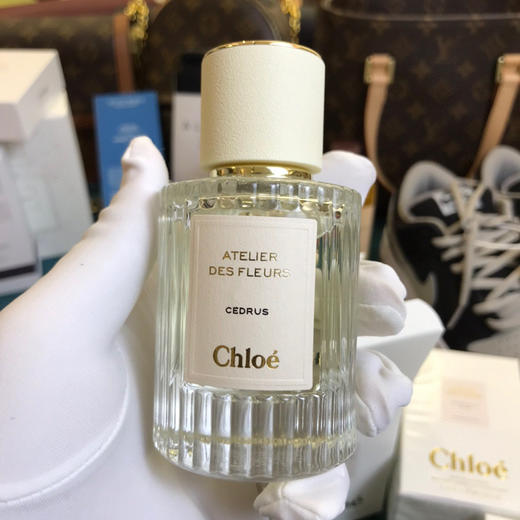 ATELIER
DES FLEURS
CEDRUS
Chloé
Chloé